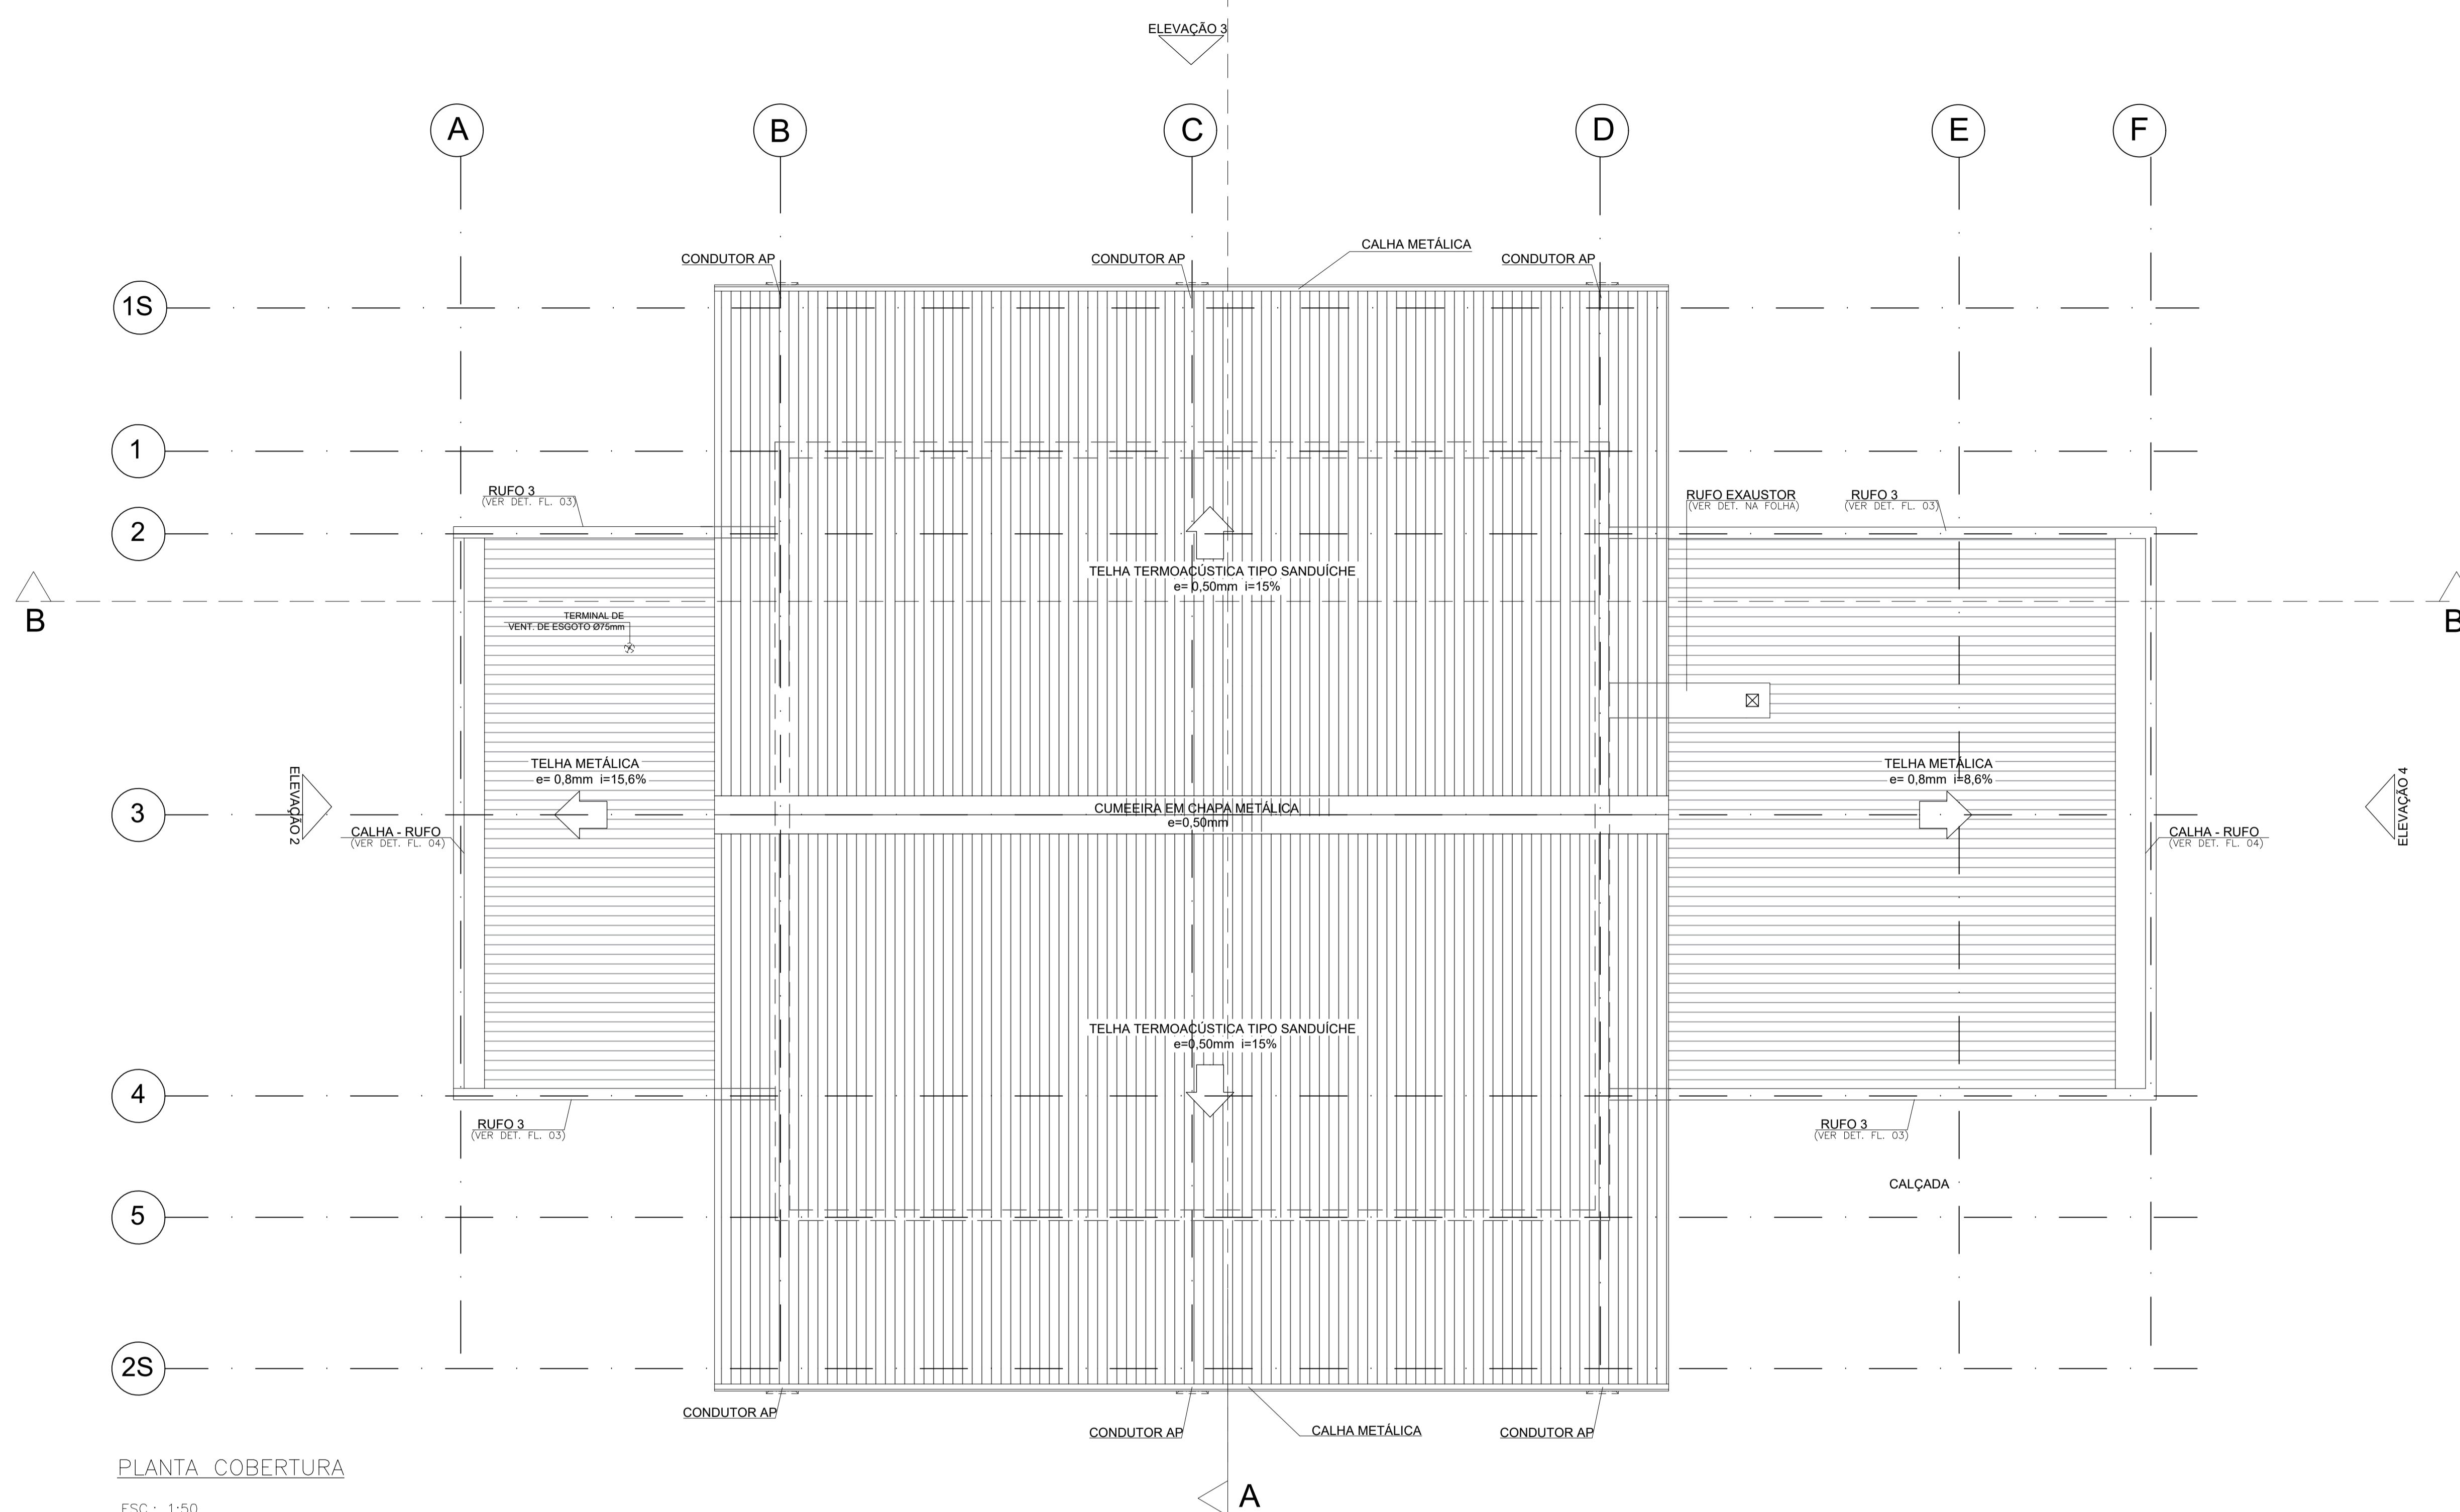 ELEVAÇÃO 3
A
B
C
D
E
F
CALHA METÁLICA
CONDUTOR AP
CONDUTOR AP
CONDUTOR AP
1S
1
RUFO 3
(VER DET. FL. 03)
RUFO EXAUSTOR
(VER DET. NA FOLHA)
RUFO 3
(VER DET. FL. 03)
2
TELHA TERMOACÚSTICA TIPO SANDUÍCHE
e= 0,50mm i=15%
B
B
TERMINAL DE
VENT. DE ESGOTO Ø75mm
TELHA METÁLICA
e= 0,8mm i=15,6%
TELHA METÁLICA
e= 0,8mm i=8,6%
ELEVAÇÃO 2
ELEVAÇÃO 4
3
CUMEEIRA EM CHAPA METÁLICA
e=0,50mm
CALHA - RUFO
(VER DET. FL. 04)
CALHA - RUFO
(VER DET. FL. 04)
TELHA TERMOACÚSTICA TIPO SANDUÍCHE
e=0,50mm i=15%
4
RUFO 3
(VER DET. FL. 03)
RUFO 3
(VER DET. FL. 03)
CALÇADA
5
2S
CONDUTOR AP
CONDUTOR AP
CALHA METÁLICA
CONDUTOR AP
PLANTA COBERTURA
A
ESC.: 1:50